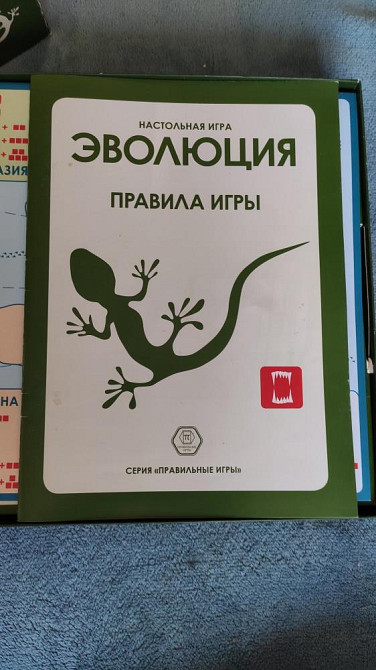 НАСТОЛЬНАЯ ИГРА
ЭВОЛЮЦИЯ
ПРАВИЛА ИГРЫ
СЕРИЯ «ПРАВИЛЬНЫЕ ИГРЫ»